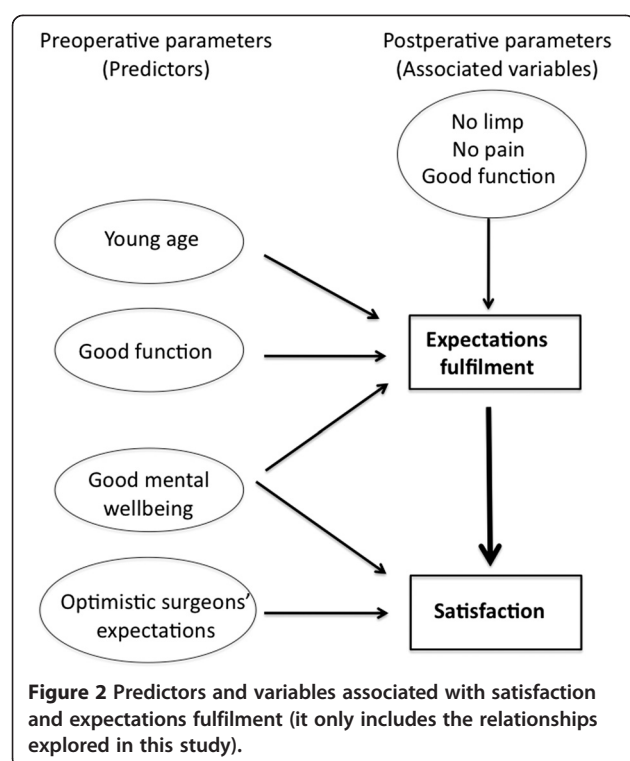 Preoperative parameters
(Predictors)
Postperative parameters
(Associated variables)
No limp
No pain
Good function
Young age
Good function
Expectations
fulfilment
Good mental
wellbeing
Optimistic surgeons’
expectations
Satisfaction
Figure 2 Predictors and variables associated with satisfaction
and expectations fulfilment (it only includes the relationships
explored in this study).